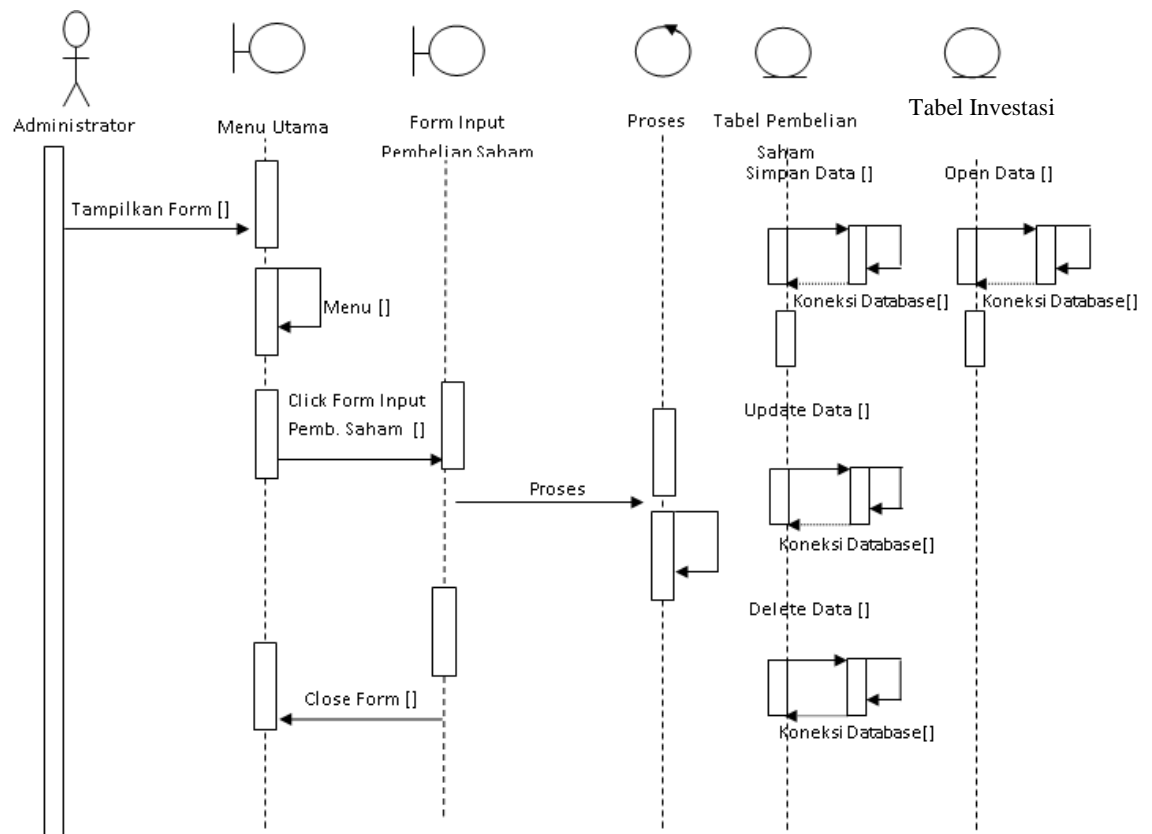 Administrator
Menu Utama
Form Input
Pembelian Saham
Proses
Tabel Pembelian
Saham
Tabel Investasi
Simpan Data []
Open Data []
Tampilkan Form []
Koneksi Database[]
Koneksi Database[]
Menu []
Click Form Input
Pemb. Saham []
Update Data []
Proses
Koneksi Database[]
Delete Data []
Close Form []
Koneksi Database[]